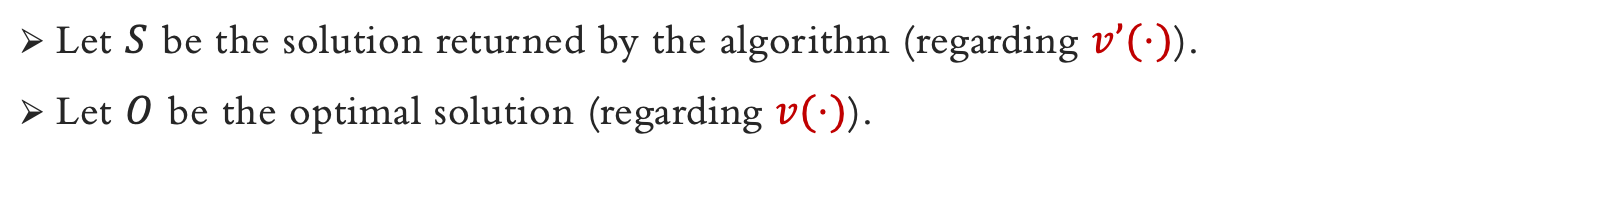 ➢ Let S be the solution returned by the algorithm (regarding v′(·)).
➢ Let O be the optimal solution (regarding v(·)).